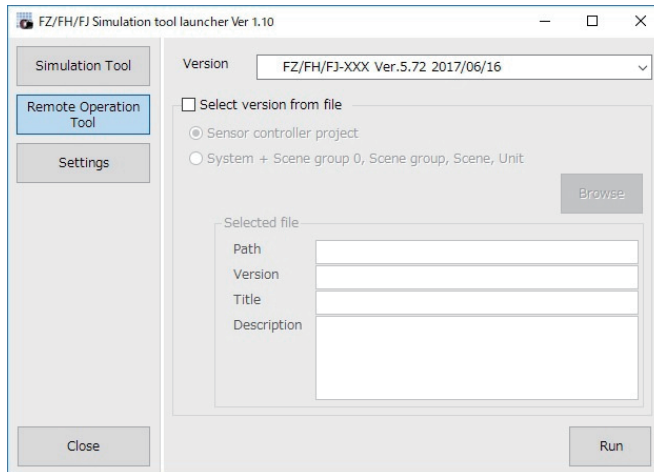 FZ/FH/FJ Simulation tool launcher Ver 1.10
Simulation Tool
Remote Operation
Tool
Settings
Close
Version
FZ/FH/FJ-XXX Ver.5.72 2017/06/16
Select version from file
Sensor controller project
System + Scene group 0, Scene group, Scene, Unit
Browse
Selected file
Path
Version
Title
Description
Run